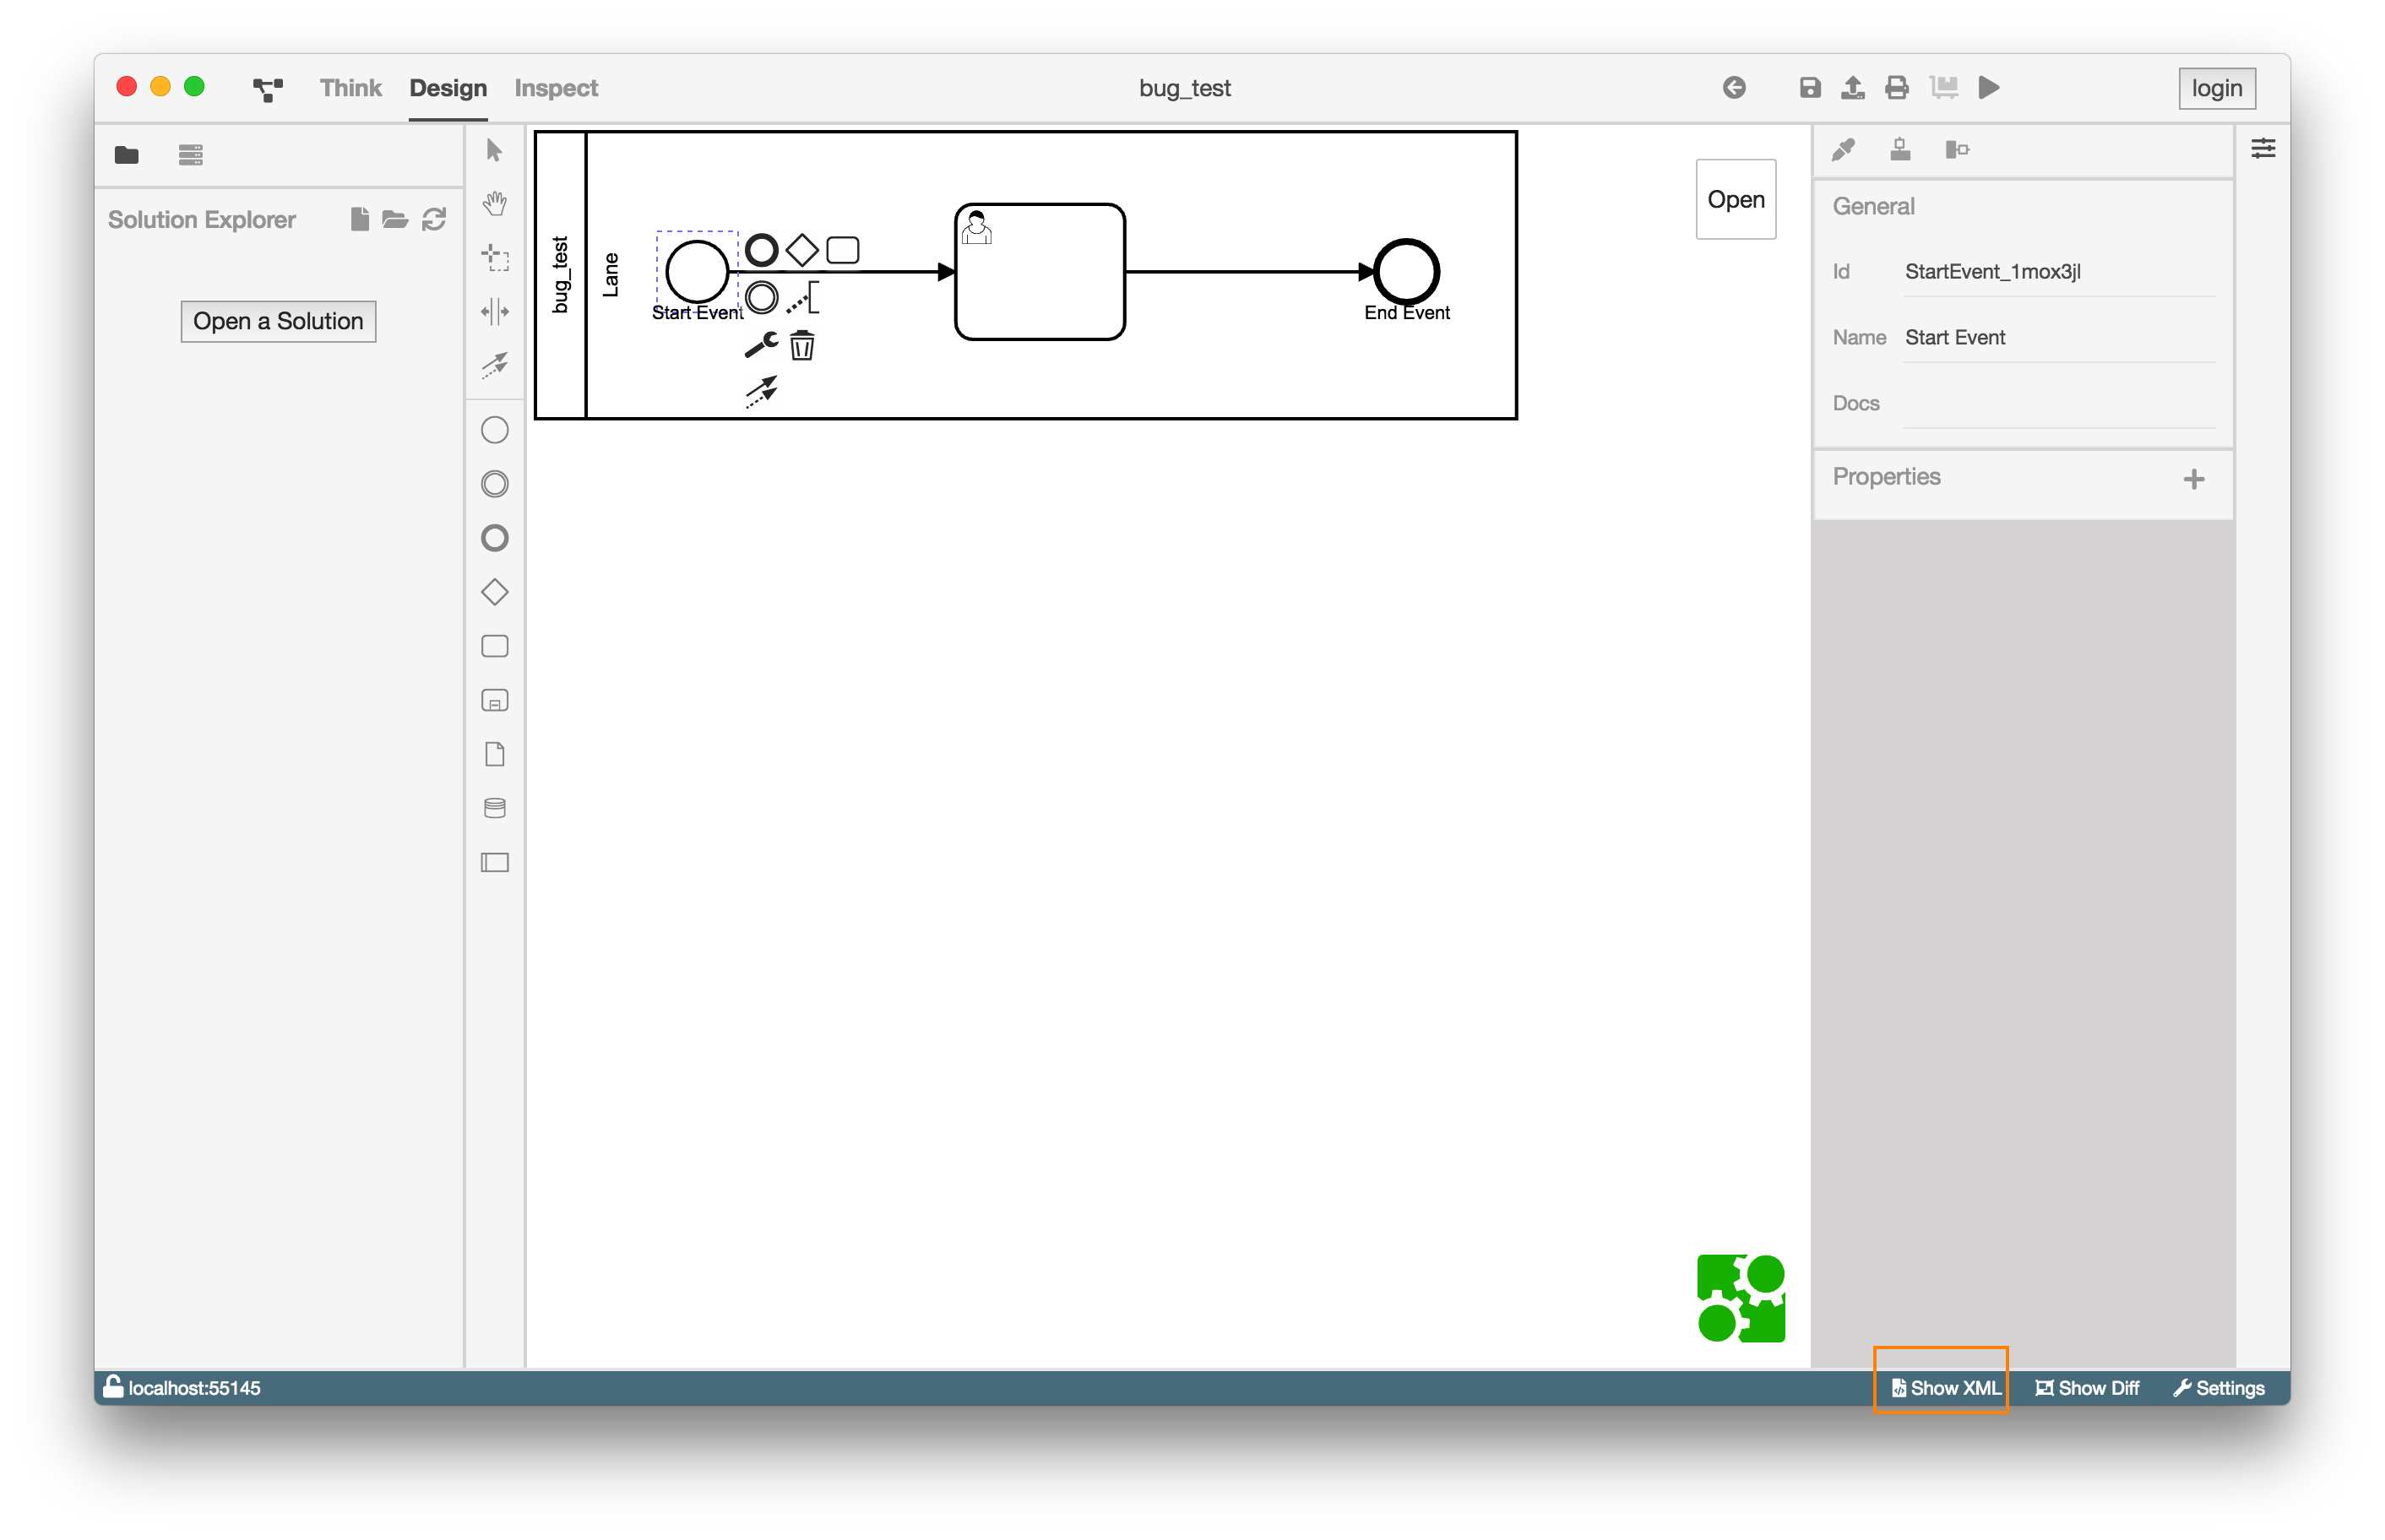 Think Design Inspect bug_test login
Solution Explorer
Open a Solution
bug_test
Lane
Start Event
End Event
Open
General
Id StartEvent_1mox3jl
Name Start Event
Docs
Properties
localhost:55145 Show XML Show Diff Settings